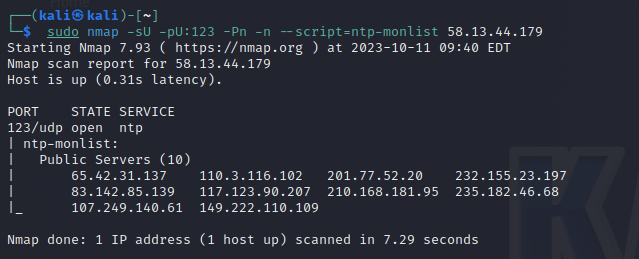 Home
┌──(kali㉿kali)-[~]
└─$ sudo nmap -sU -pU:123 -Pn -n --script=ntp-monlist 58.13.44.179
Starting Nmap 7.93 ( https://nmap.org ) at 2023-10-11 09:40 EDT
Nmap scan report for 58.13.44.179
Host is up (0.31s latency).
PORT    STATE SERVICE
123/udp open  ntp
| ntp-monlist:
|   Public Servers (10)
|       65.42.31.137    110.3.116.102   201.77.52.20    232.155.23.197
|       83.142.85.139   117.123.90.207  210.168.181.95  235.182.46.68
|_      107.249.140.61  149.222.110.109
Nmap done: 1 IP address (1 host up) scanned in 7.29 seconds